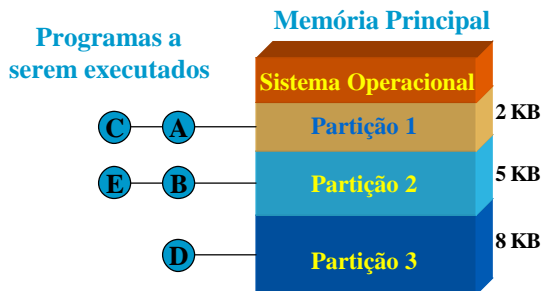 Memória Principal
Programas a
serem executados
Sistema Operacional
2 KB
C A Partição 1
5 KB
E B Partição 2
8 KB
D Partição 3